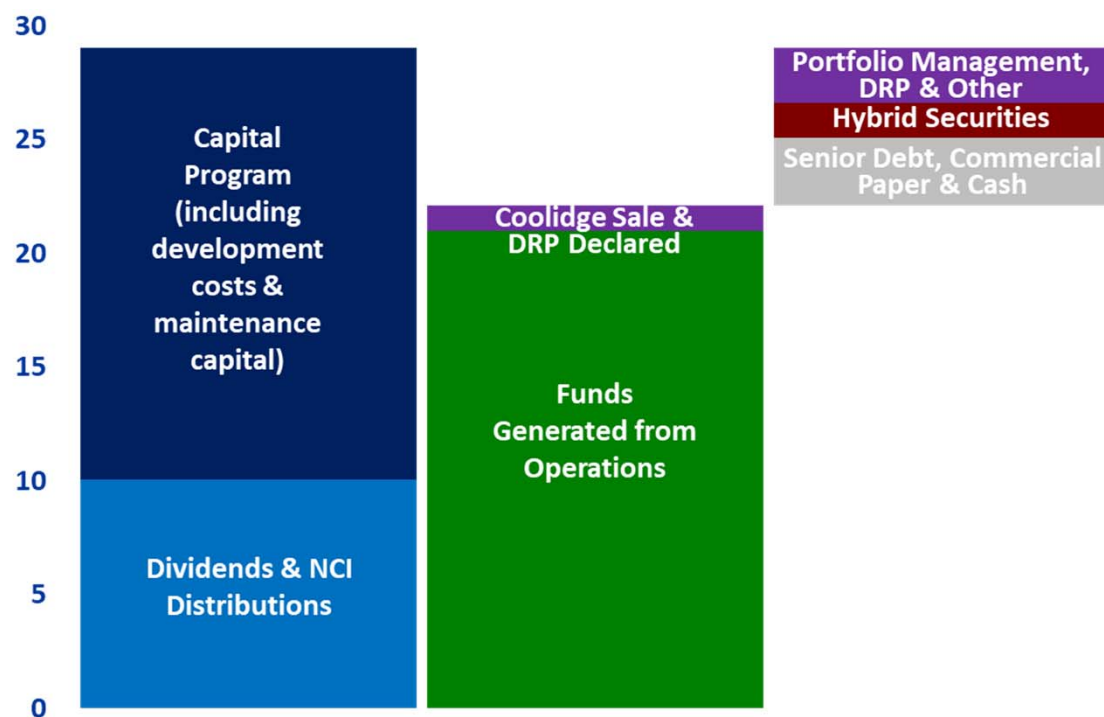 30
25
20
15
10
5
0
Capital
Program
(including
development
costs &
maintenance
capital)
Dividends & NCI
Distributions
Coolidge Sale &
DRP Declared
Funds
Generated from
Operations
Portfolio Management,
DRP & Other
Hybrid Securities
Senior Debt, Commercial
Paper & Cash